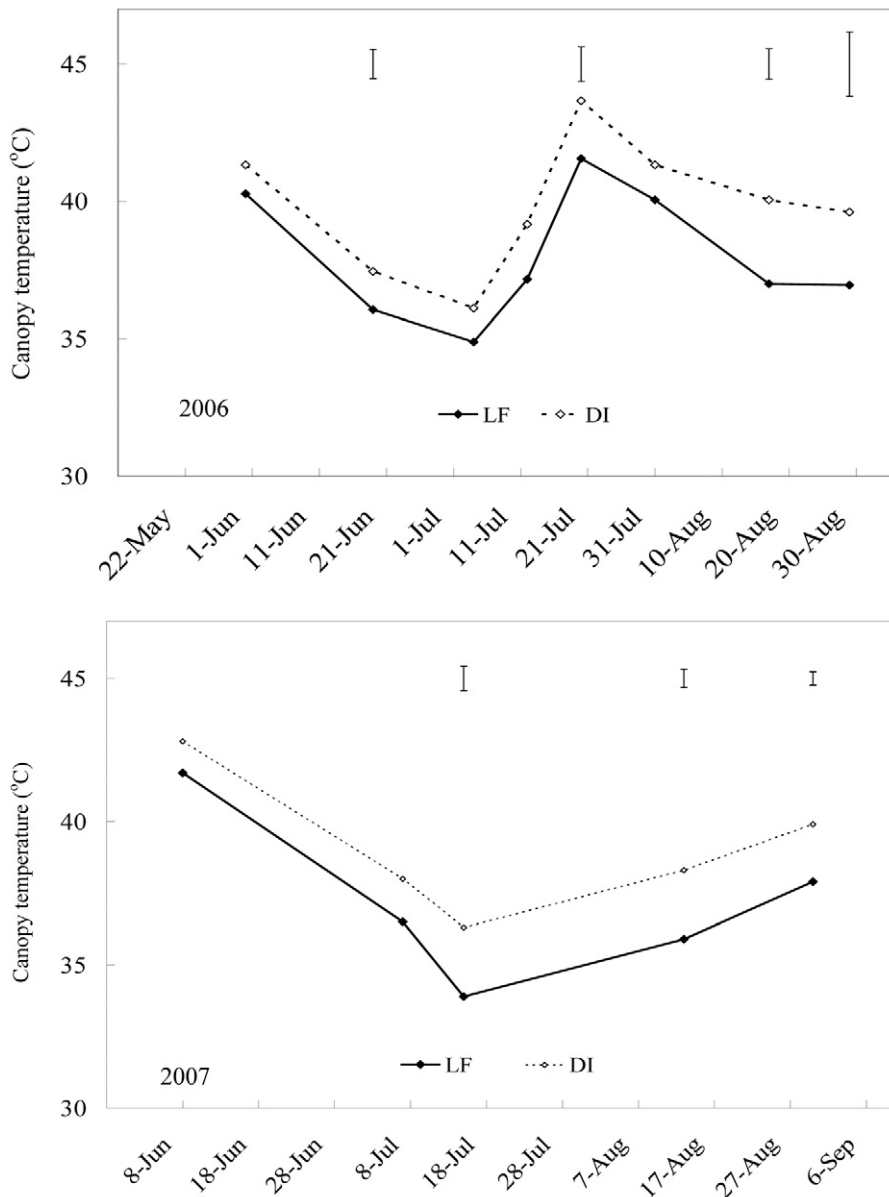 45
40
35
30
Canopy temperature (°C)
2006
LF DI
22-May 1-Jun 11-Jun 21-Jun 1-Jul 11-Jul 21-Jul 31-Jul 10-Aug 20-Aug 30-Aug
45
40
35
30
Canopy temperature (°C)
LF DI
2007
8-Jun 18-Jun 28-Jun 8-Jul 18-Jul 28-Jul 7-Aug 17-Aug 27-Aug 6-Sep